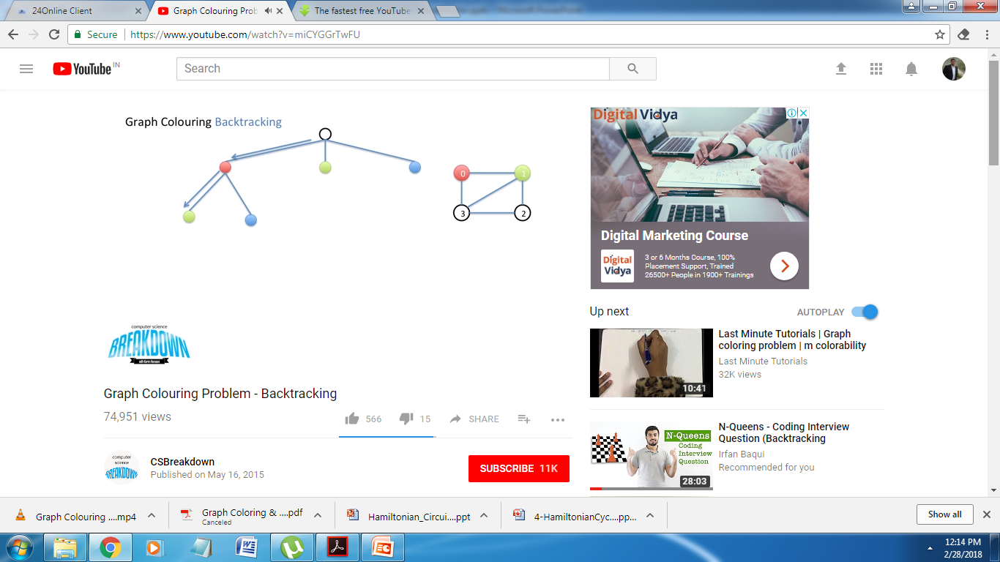 24Online Client
Graph Colouring Prob
The fastest free YouTube
Secure
https://www.youtube.com/watch?v=miCYGGrTwFU
YouTube IN
Search
Graph Colouring Backtracking
0
1
3
2
Digital Vidya
Digital Marketing Course
Digital
Vidya
3 or 6 Months Course, 100%
Placement Support, Trained
26500+ People in 1900+ Trainings
Up next
AUTOPLAY
10:41
Last Minute Tutorials | Graph
coloring problem | m colorability
Last Minute Tutorials
32K views
computer science
BREAKDOWN
Graph Colouring Problem - Backtracking
74,951 views
566
15
SHARE
N-Queens
Coding
Interview
Question
28:03
N-Queens - Coding Interview
Question (Backtracking
Irfan Baqui
Recommended for you
computer
science
BREAKDOWN
CSBreakdown
Published on May 16, 2015
SUBSCRIBE 11K
Graph Colouring ....mp4
Graph Coloring & ....pdf
Canceled
Hamiltonian_Circui....ppt
4-HamiltonianCyc....pp...
Show all
12:14 PM
2/28/2018